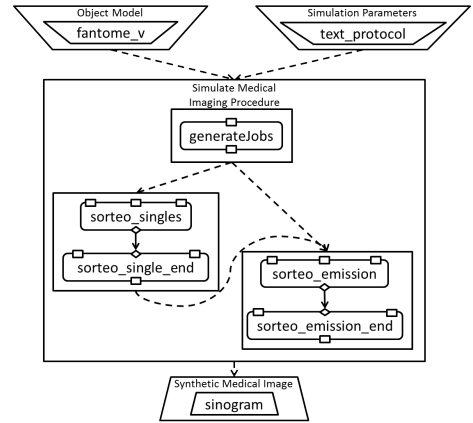 Object Model
fantome_v
Simulation Parameters
text_protocol
Simulate Medical
Imaging Procedure
generateJobs
sorteo_singles
sorteo_single_end
sorteo_emission
sorteo_emission_end
Synthetic Medical Image
sinogram